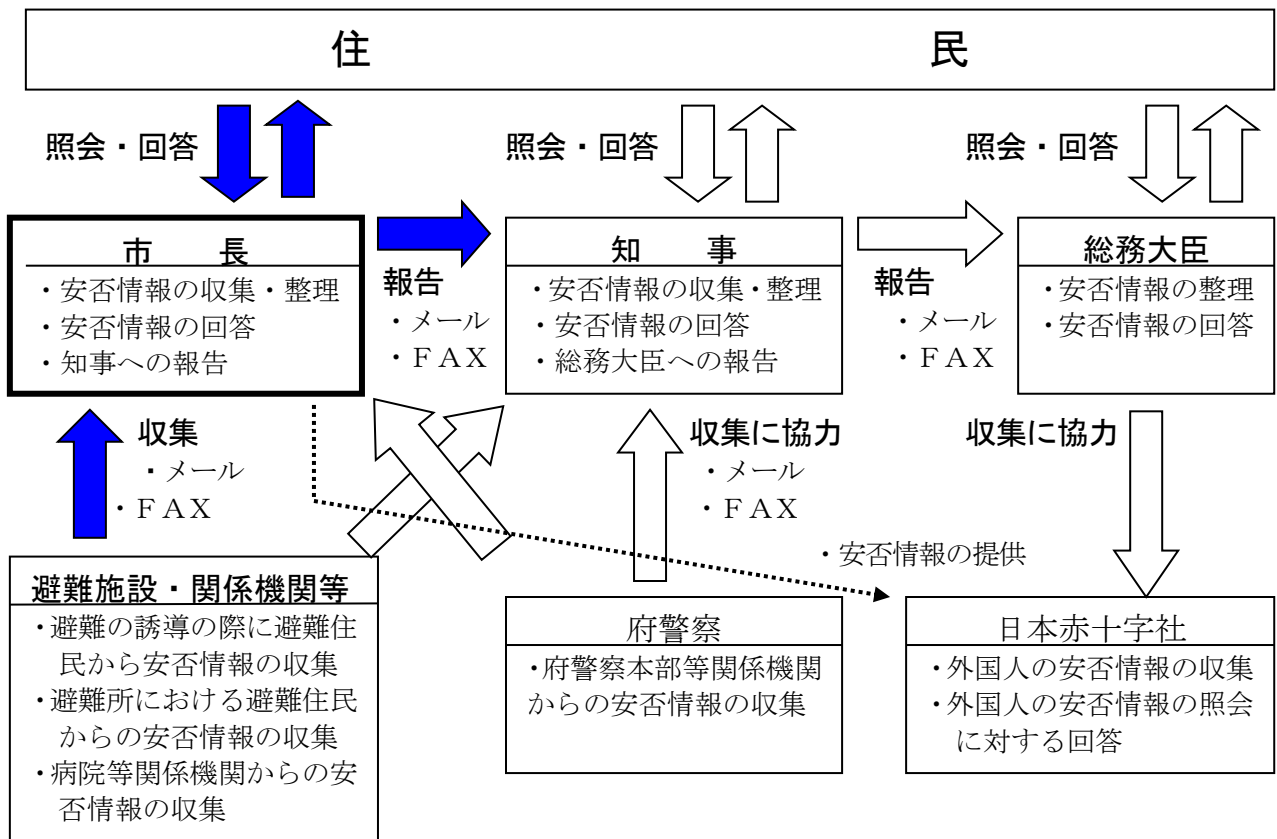 住民
照会・回答
照会・回答
照会・回答
市長
・安否情報の収集・整理
・安否情報の回答
・知事への報告
報告
・メール
・ＦＡＸ
知事
・安否情報の収集・整理
・安否情報の回答
・総務大臣への報告
報告
・メール
・ＦＡＸ
総務大臣
・安否情報の整理
・安否情報の回答
収集
・メール
・ＦＡＸ
収集に協力
・メール
・ＦＡＸ
収集に協力
・安否情報の提供
避難施設・関係機関等
・避難の誘導の際に避難住
民から安否情報の収集
・避難所における避難住民
からの安否情報の収集
・病院等関係機関からの安
否情報の収集
府警察
・府警察本部等関係機関
からの安否情報の収集
日本赤十字社
・外国人の安否情報の収集
・外国人の安否情報の照会
に対する回答